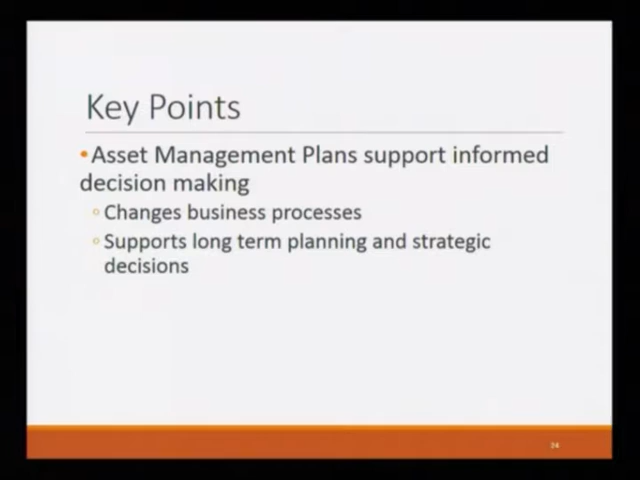 Key Points
•Asset Management Plans support informed
decision making
◦Changes business processes
◦Supports long term planning and strategic
decisions
24